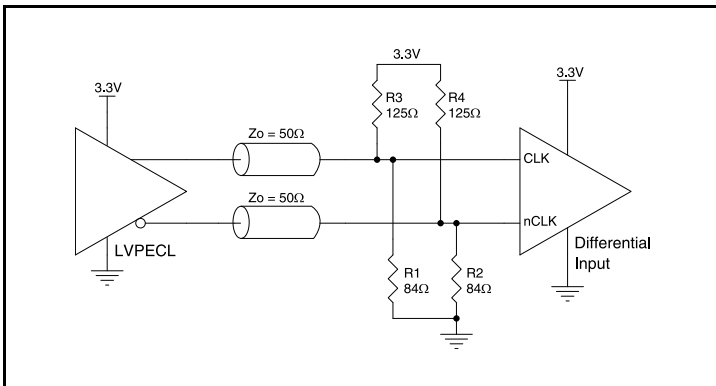 3.3V
3.3V
3.3V
R3
125Ω
R4
125Ω
Zo = 50Ω
CLK
Zo = 50Ω
nCLK
LVPECL
Differential
Input
R1
84Ω
R2
84Ω